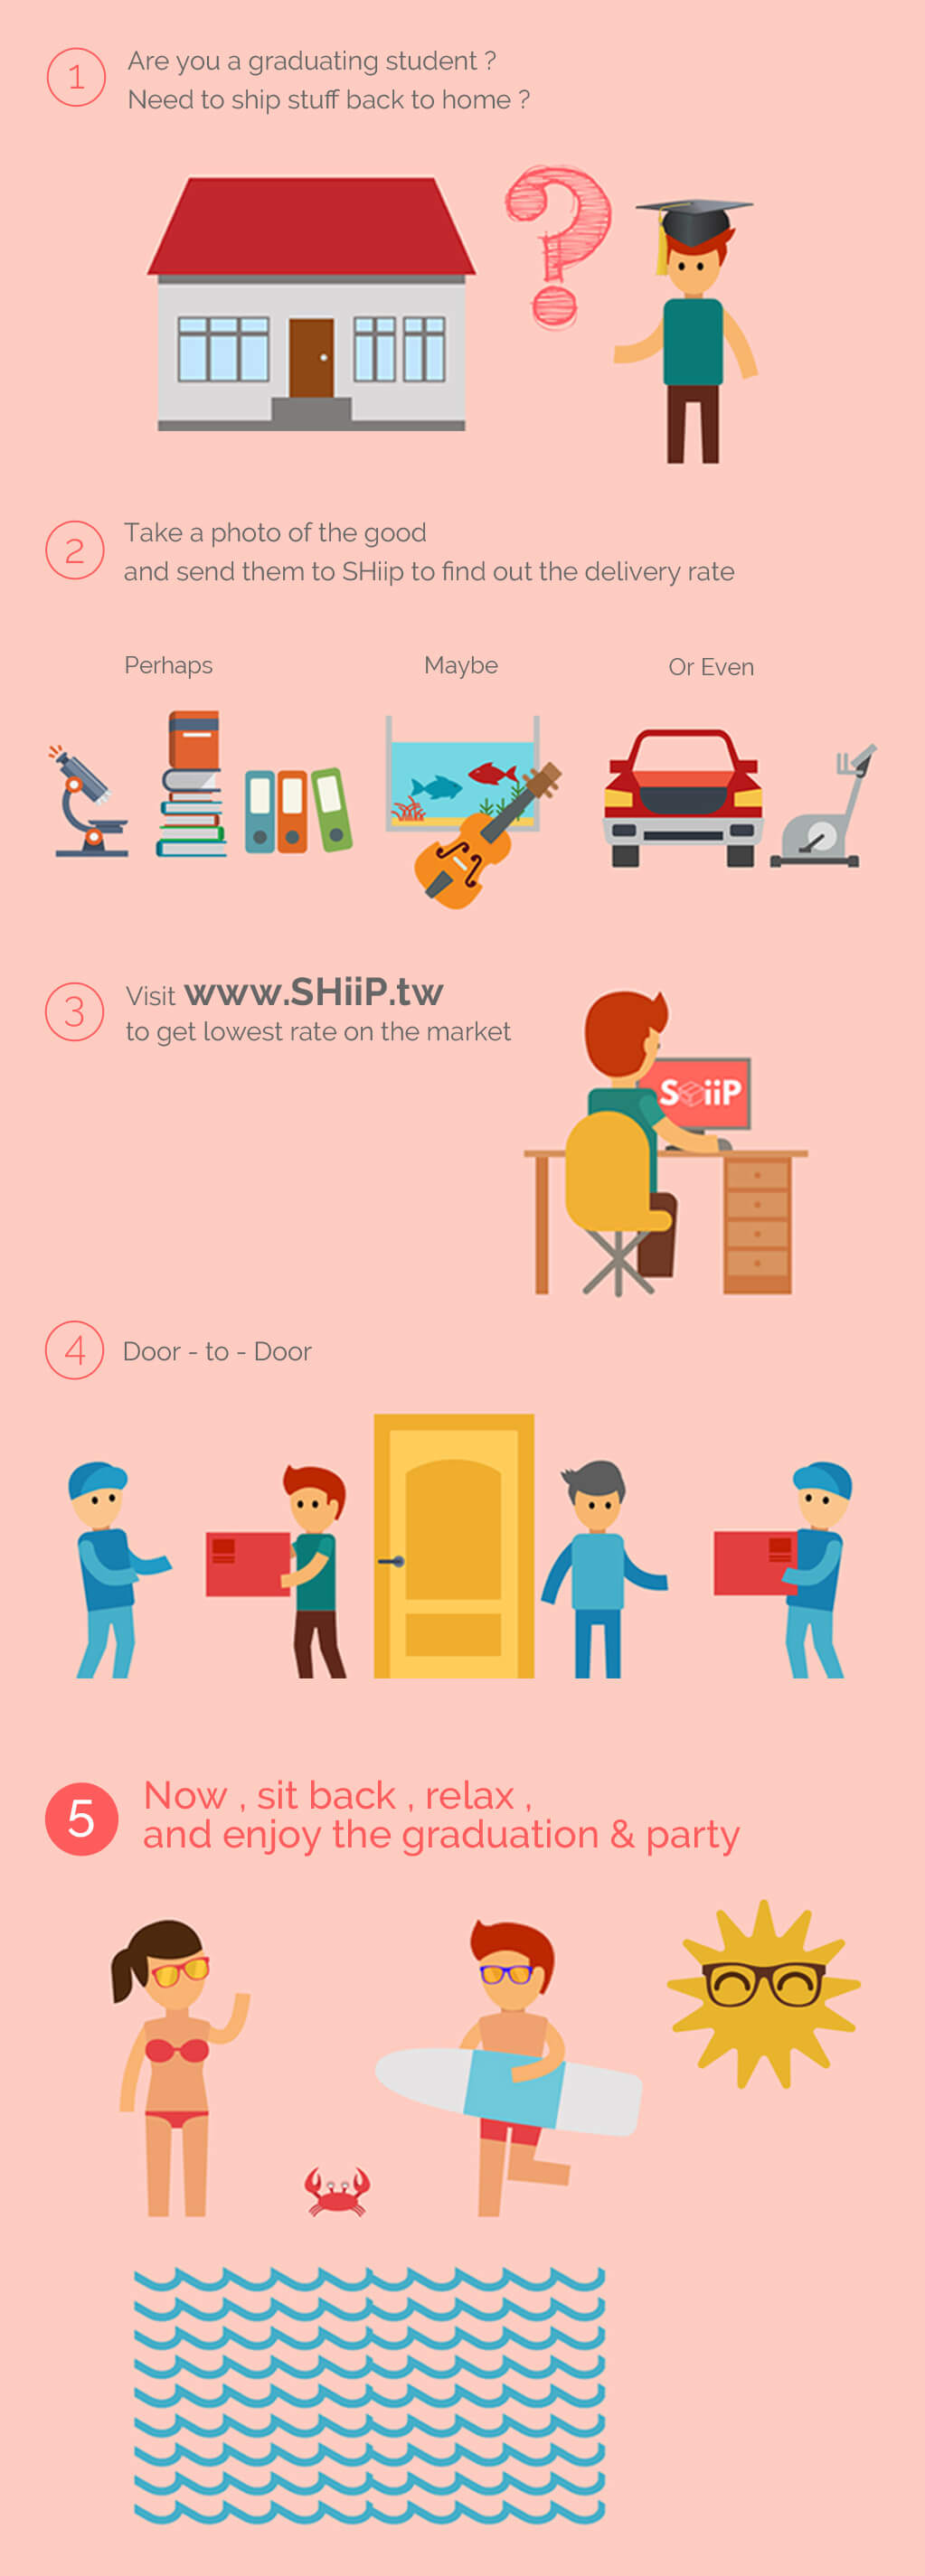 1
Are you a graduating student ?
Need to ship stuff back to home ?
2
Take a photo of the good
and send them to SHiip to find out the delivery rate
Perhaps
Maybe
Or Even
3
Visit www.SHiiP.tw
to get lowest rate on the market
SHiiP
4
Door - to - Door
5
Now , sit back , relax ,
and enjoy the graduation & party